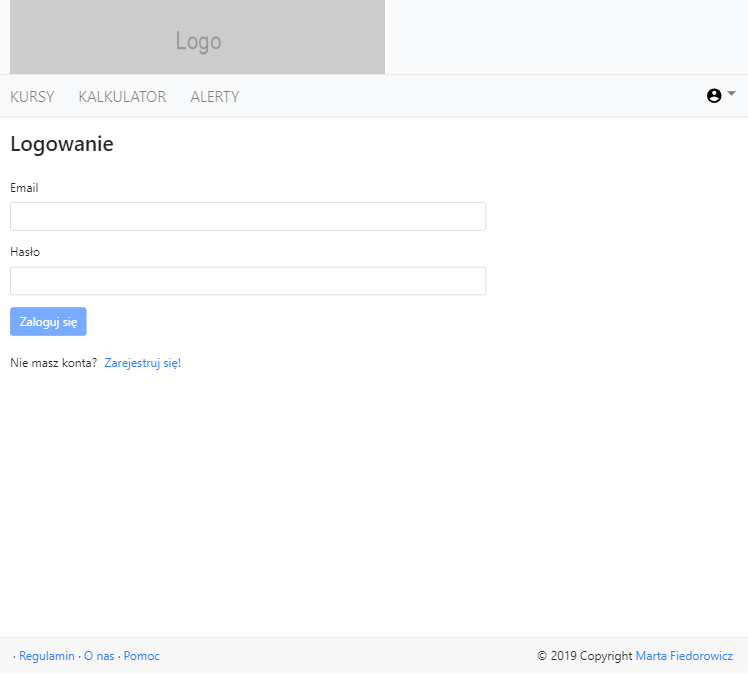 Logo
KURSY KALKULATOR ALERTY
Logowanie
Email
Hasło
Zaloguj się
Nie masz konta? Zarejestruj się!
· Regulamin · O nas · Pomoc © 2019 Copyright Marta Fiedorowicz